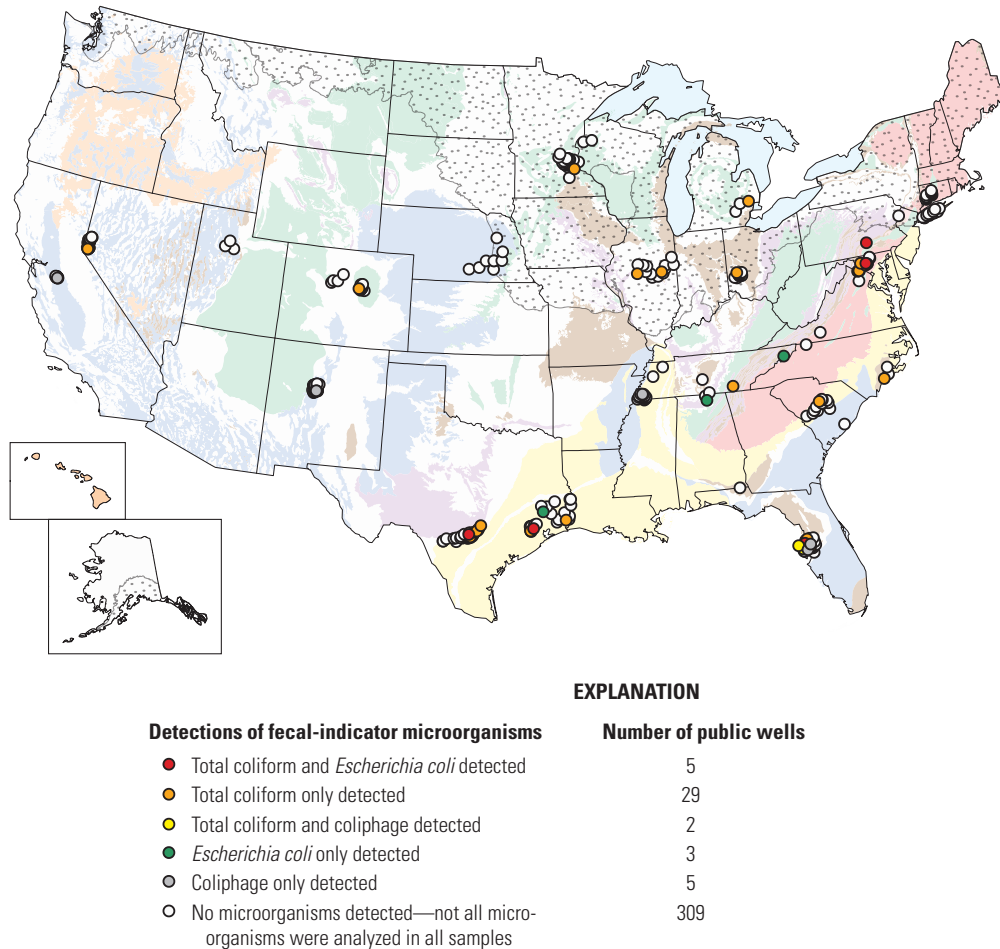 EXPLANATION
Detections of fecal-indicator microorganisms Number of public wells
Total coliform and Escherichia coli detected 5
Total coliform only detected 29
Total coliform and coliphage detected 2
Escherichia coli only detected 3
Coliphage only detected 5
No microorganisms detected—not all micro- 309
organisms were analyzed in all samples